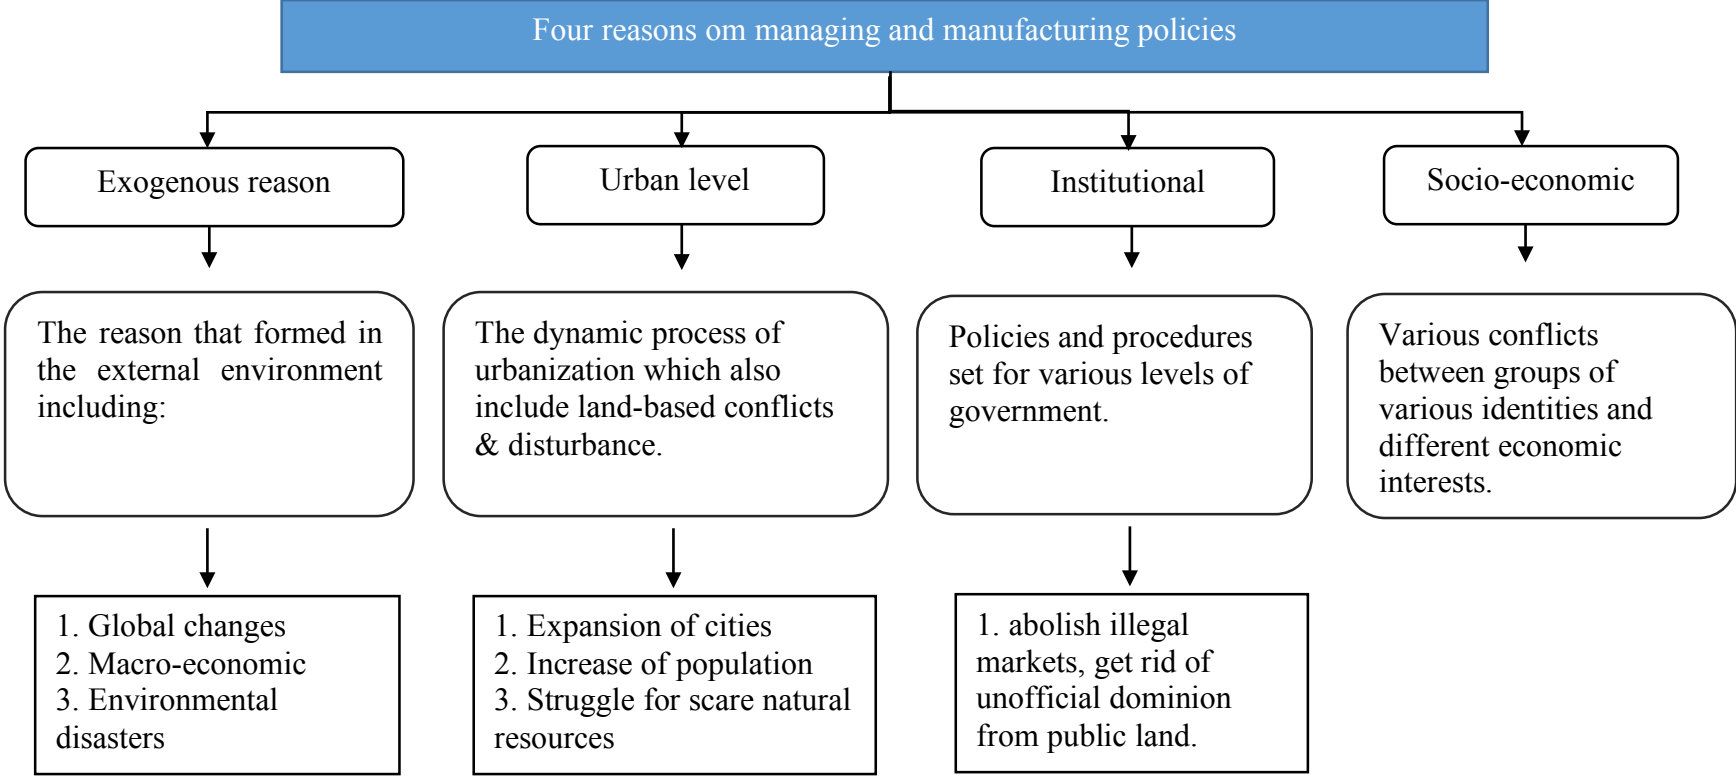 Four reasons om managing and manufacturing policies
Exogenous reason
Urban level
Institutional
Socio-economic
The reason that formed in
the external environment
including:
The dynamic process of
urbanization which also
include land-based conflicts
& disturbance.
Policies and procedures
set for various levels of
government.
Various conflicts
between groups of
various identities and
different economic
interests.
1. Global changes
2. Macro-economic
3. Environmental
disasters
1. Expansion of cities
2. Increase of population
3. Struggle for scare natural
resources
1. abolish illegal
markets, get rid of
unofficial dominion
from public land.